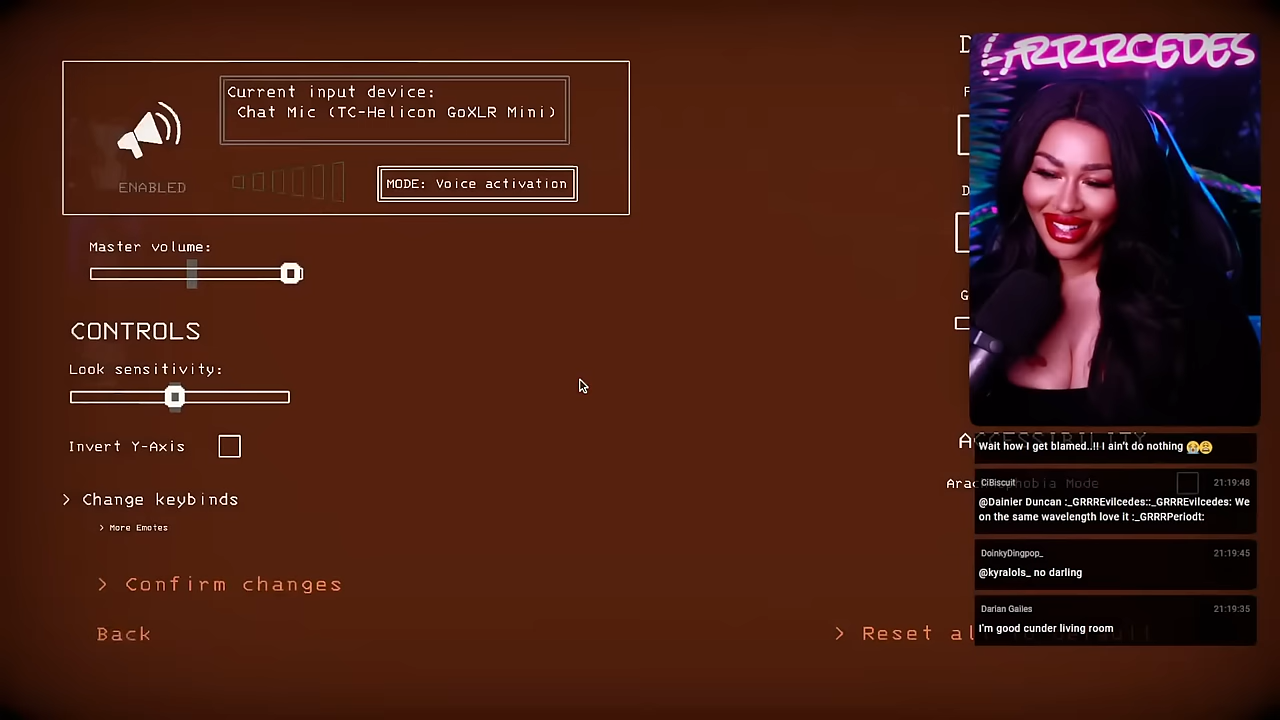 Current input device:
Chat Mic (TC-Helicon GoXLR Mini)
ENABLED
MODE: Voice activation
Master volume:
CONTROLS
Look sensitivity:
Invert Y-Axis
> Change keybinds
> More Emotes
> Confirm changes
Back
> Reset al
ACCESSIBILITY
Mode
Wait how I get blamed..!! I ain't do nothing 😭😩
CiBiscuit 21:19:48
@Dainier Duncan :_GRRREvilcedes::_GRRREvilcedes: We
on the same wavelength love it :_GRRRPeriodt:
DoinkyDingpop_ 21:19:45
@kyralols_ no darling
Darian Gailes 21:19:35
I'm good cunder living room